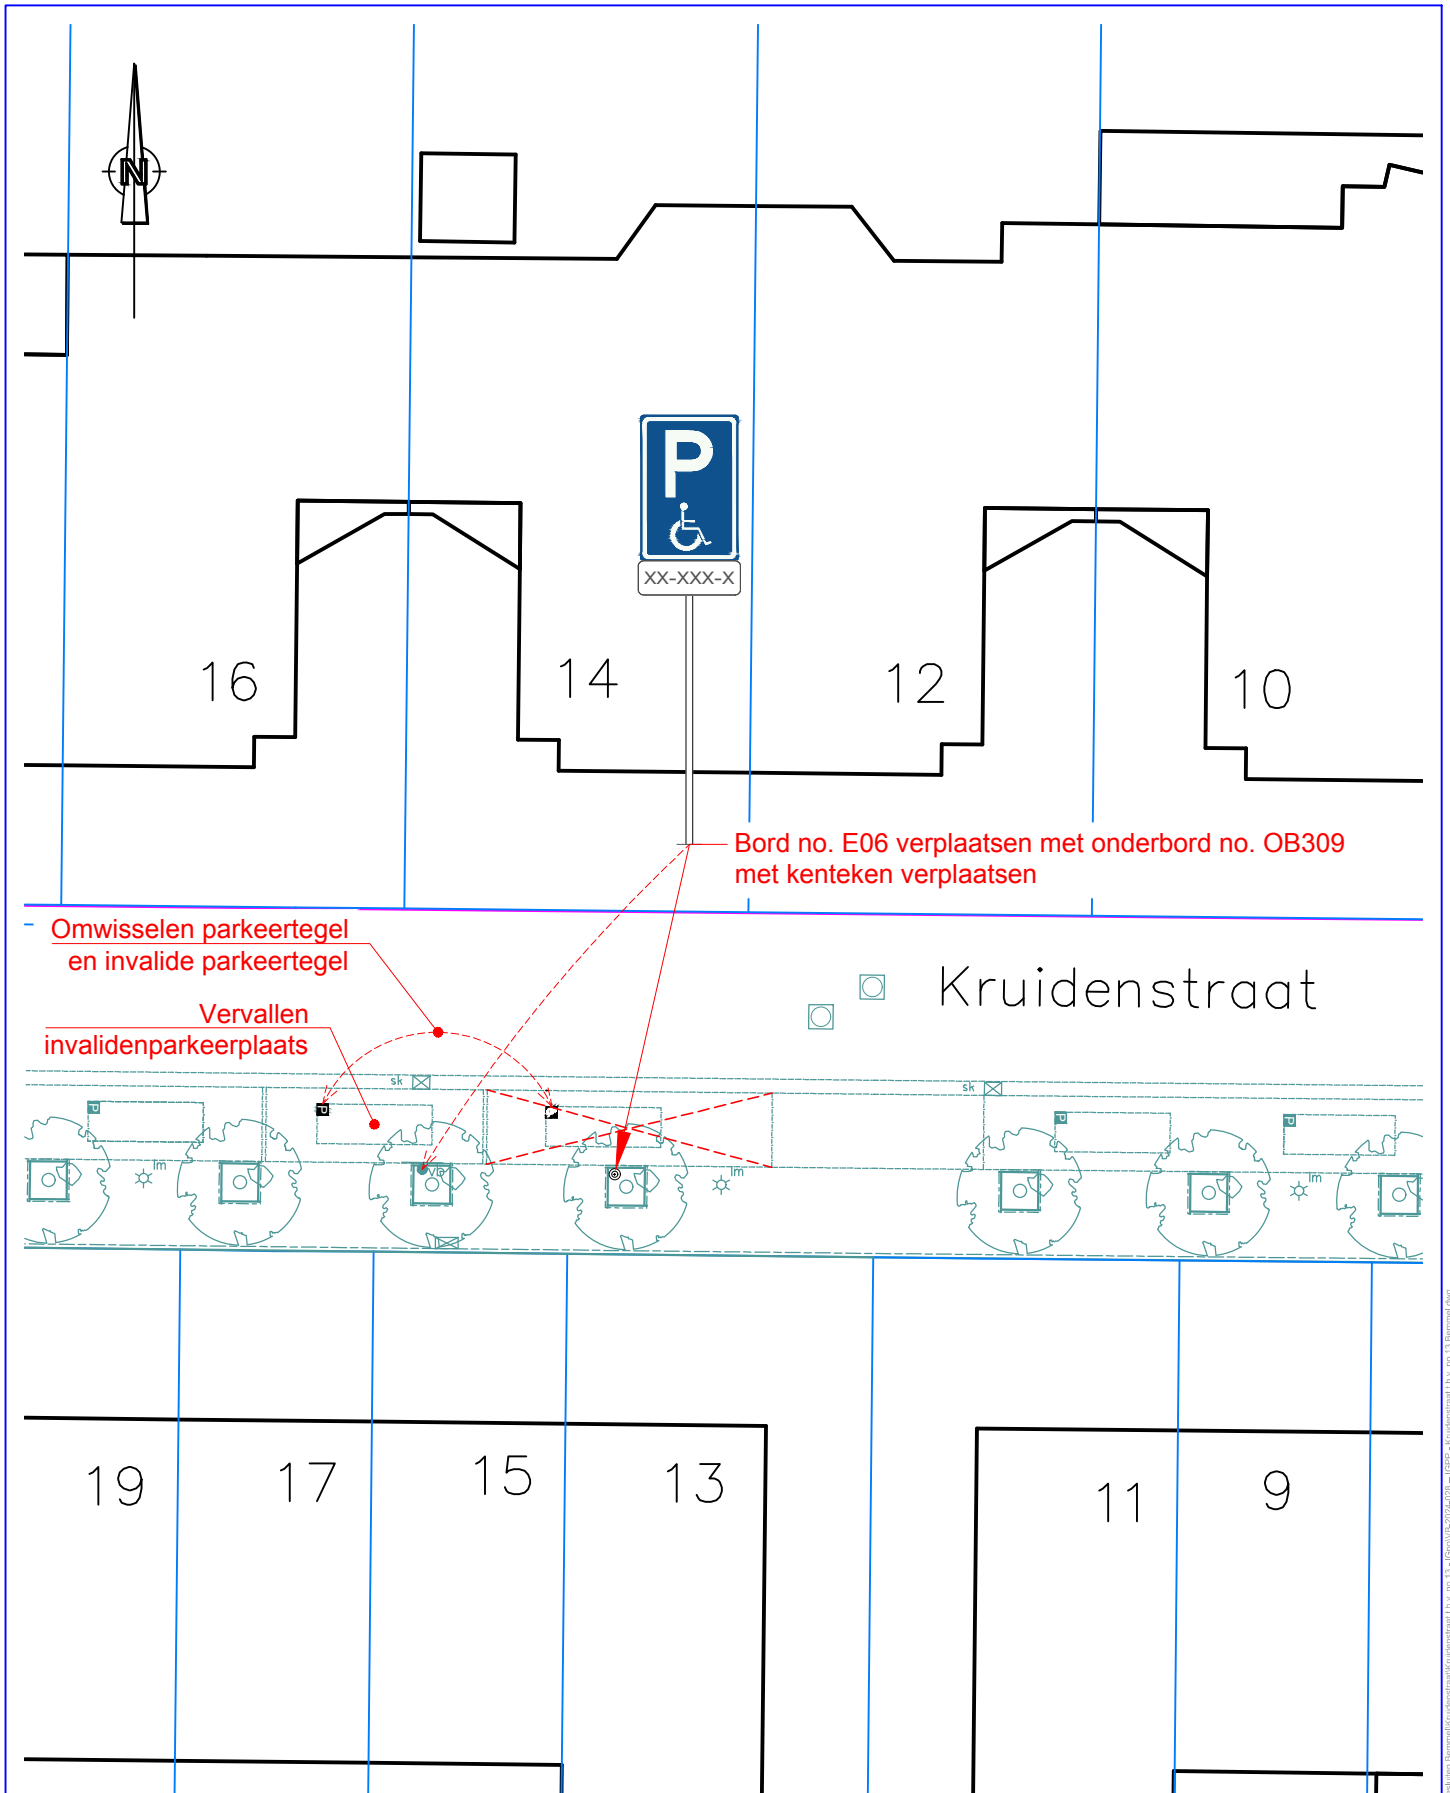 N
P
XX-XXX-X
16
14
12
10
Bord no. E06 verplaatsen met onderbord no. OB309
met kenteken verplaatsen
Omwisselen parkeertegel
en invalide parkeertegel
Kruidenstraat
Vervallen
invalidenparkeerplaats
sk
sk
P
P
P
P
lm
vb
lm
lm
19
17
15
13
11
9